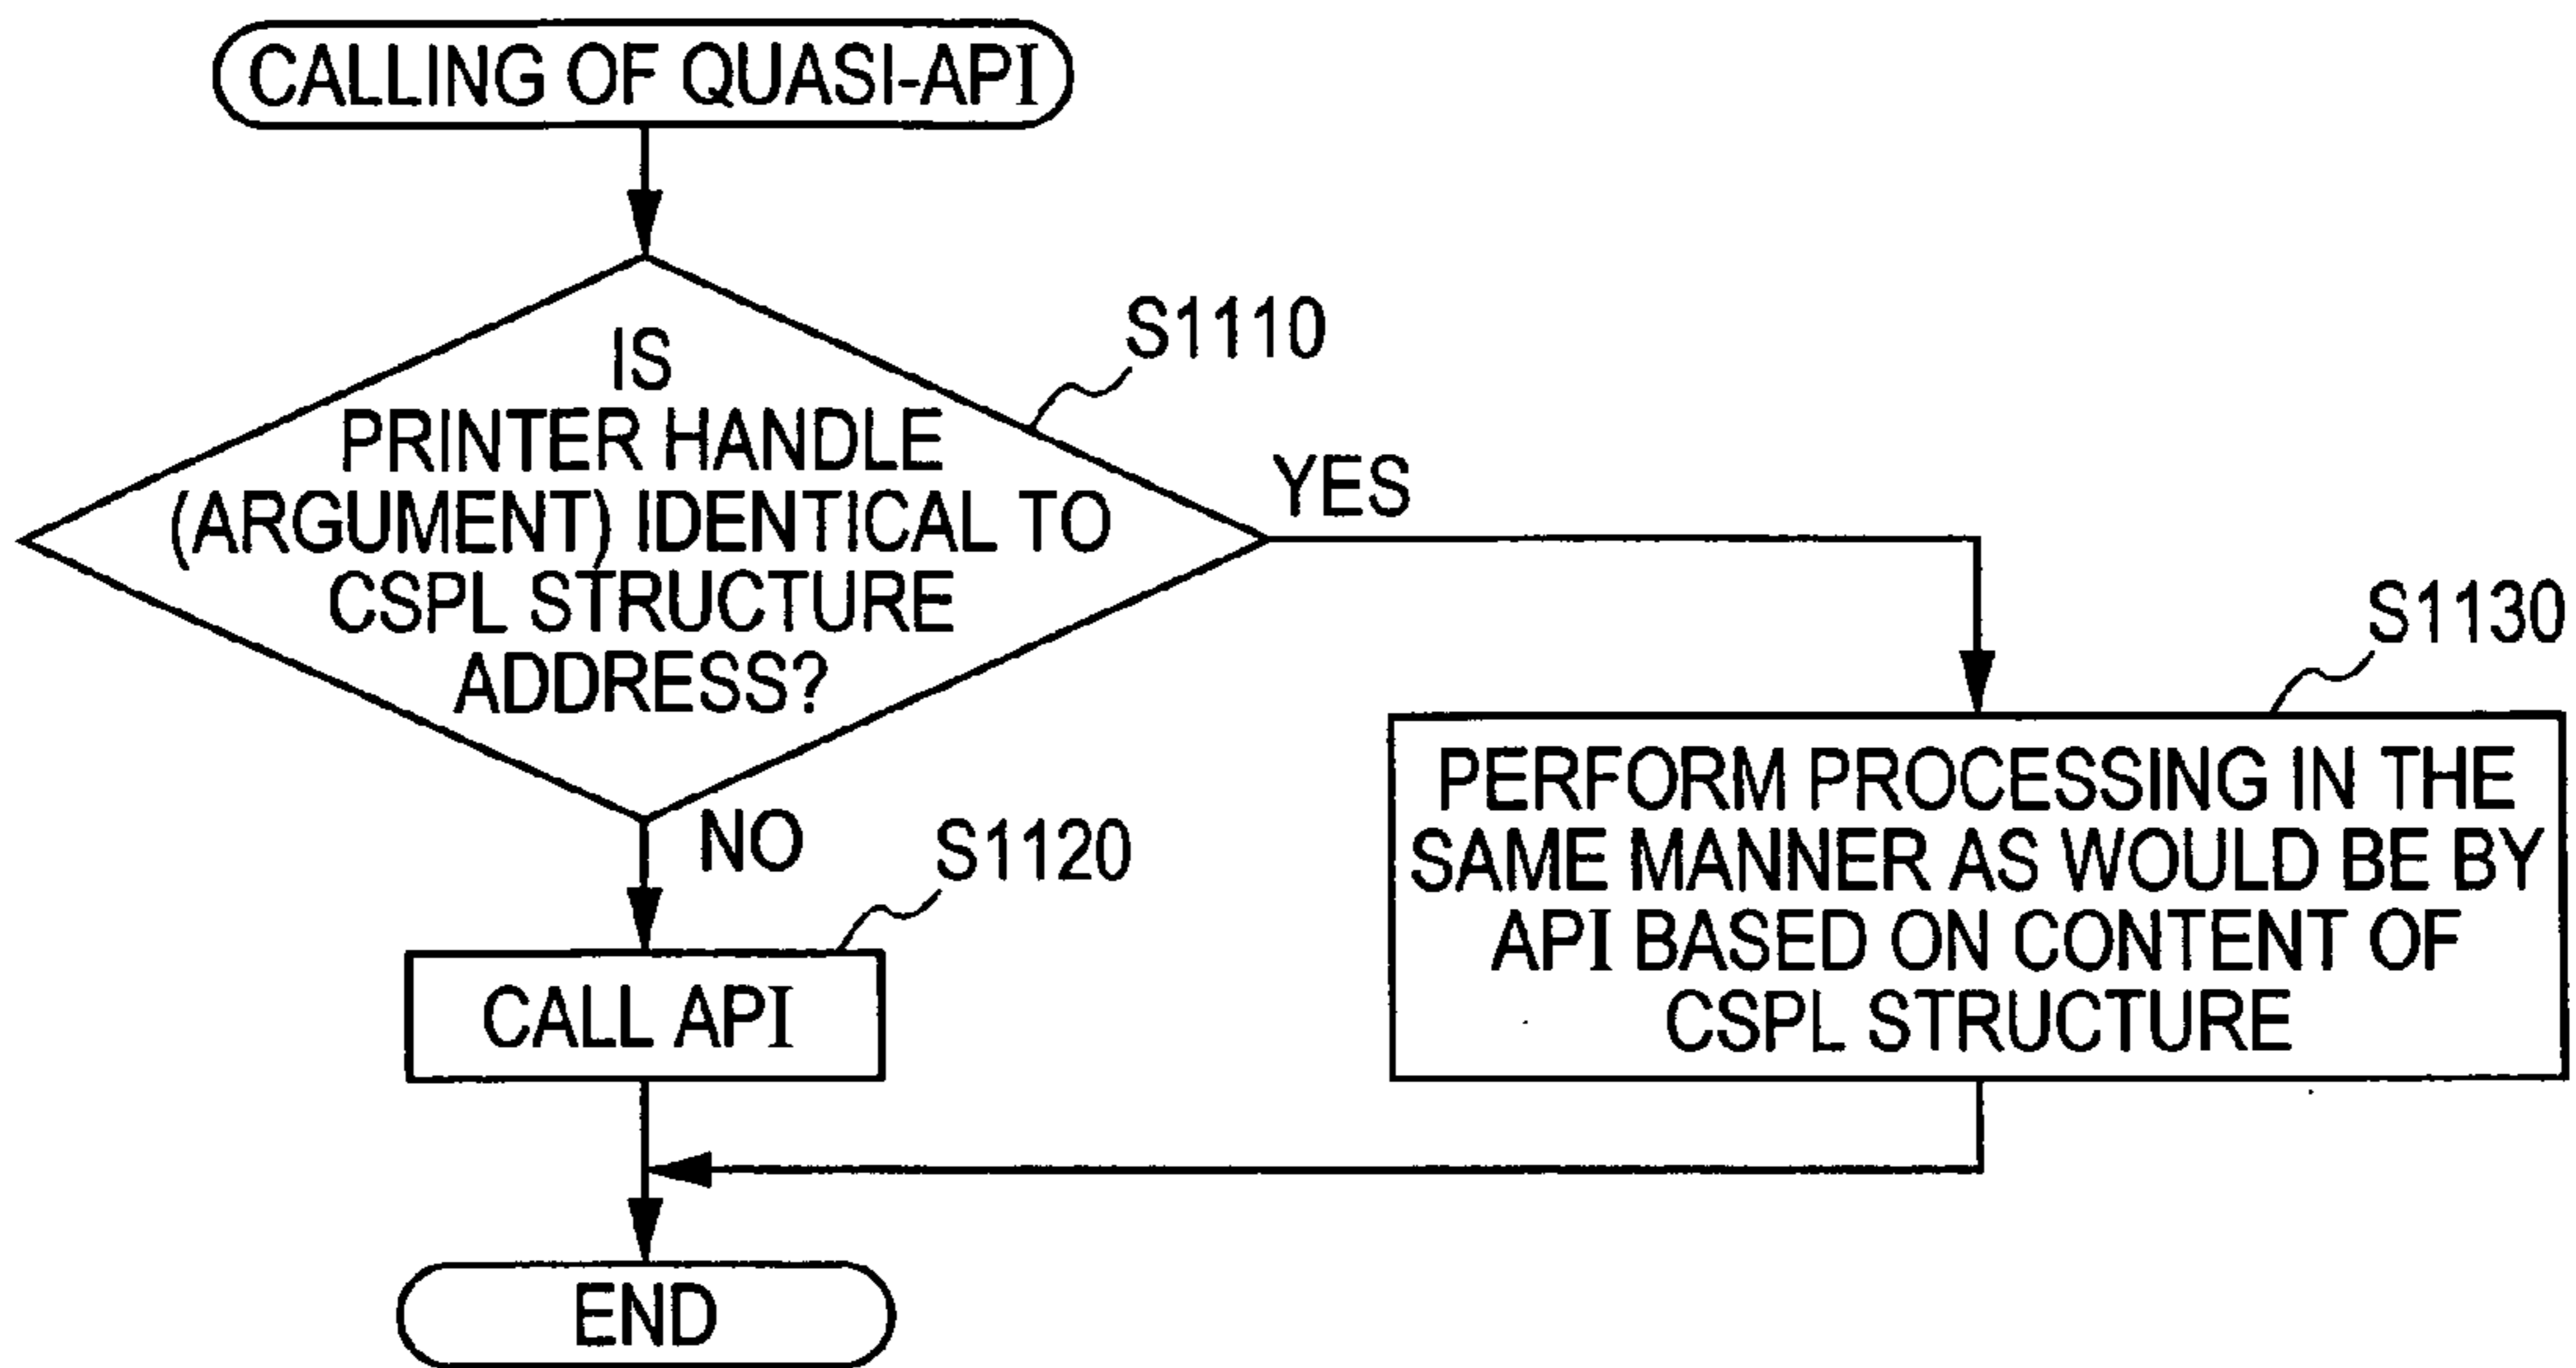 CALLING OF QUASI-API
S1110
IS
PRINTER HANDLE
(ARGUMENT) IDENTICAL TO
CSPL STRUCTURE
ADDRESS?
YES
NO
S1120
CALL API
S1130
PERFORM PROCESSING IN THE
SAME MANNER AS WOULD BE BY
API BASED ON CONTENT OF
CSPL STRUCTURE
END